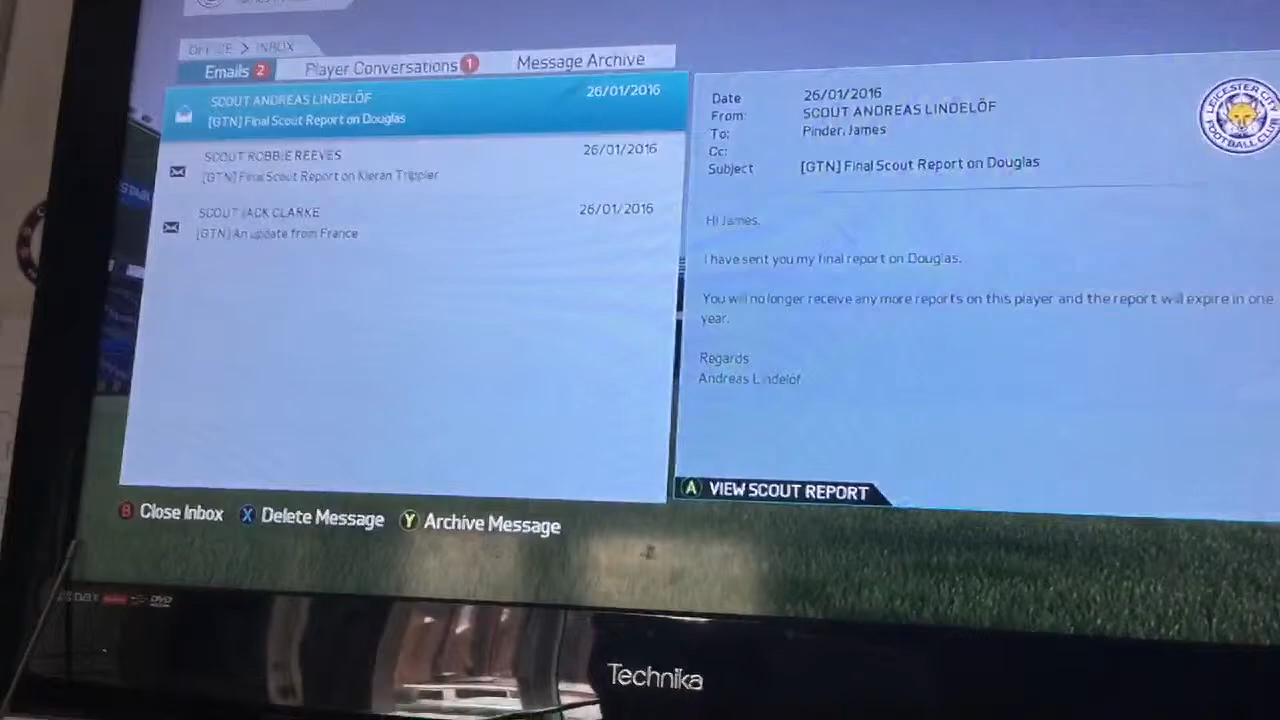 OFFICE > INBOX
Emails 2
Player Conversations 1
Message Archive
SCOUT ANDREAS LINDELÖF 26/01/2016
[GTN] Final Scout Report on Douglas
SCOUT ROBBIE REEVES 26/01/2016
[GTN] Final Scout Report on Kieran Trippier
SCOUT JACK CLARKE 26/01/2016
[GTN] An update from France
Date 26/01/2016
From: SCOUT ANDREAS LINDELÖF
To: Pinder, James
Cc:
Subject [GTN] Final Scout Report on Douglas
LEICESTER CITY
FOOTBALL CLUB
Hi James,
I have sent you my final report on Douglas.
You will no longer receive any more reports on this player and the report will expire in one
year.
Regards
Andreas Lindelöf
A VIEW SCOUT REPORT
B Close Inbox X Delete Message Y Archive Message
DVD
Technika